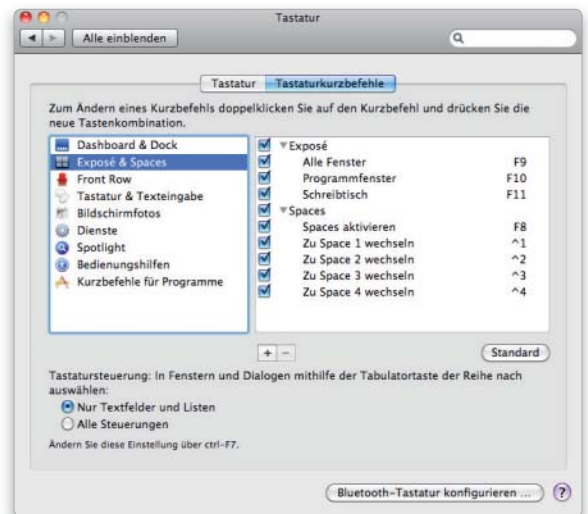 Tastatur
Alle einblenden
Tastatur Tastaturkurzbefehle
Zum Ändern eines Kurzbefehls doppelklicken Sie auf den Kurzbefehl und drücken Sie die
neue Tastenkombination.
Dashboard & Dock
Exposé & Spaces
Front Row
Tastatur & Texteingabe
Bildschirmfotos
Dienste
Spotlight
Bedienungshilfen
Kurzbefehle für Programme
Exposé
Alle Fenster F9
Programmfenster F10
Schreibtisch F11
Spaces
Spaces aktivieren F8
Zu Space 1 wechseln ^1
Zu Space 2 wechseln ^2
Zu Space 3 wechseln ^3
Zu Space 4 wechseln ^4
+ −
Standard
Tastatursteuerung: In Fenstern und Dialogen mithilfe der Tabulatortaste der Reihe nach
auswählen:
Nur Textfelder und Listen
Alle Steuerungen
Ändern Sie diese Einstellung über ctrl-F7.
Bluetooth-Tastatur konfigurieren ... ?